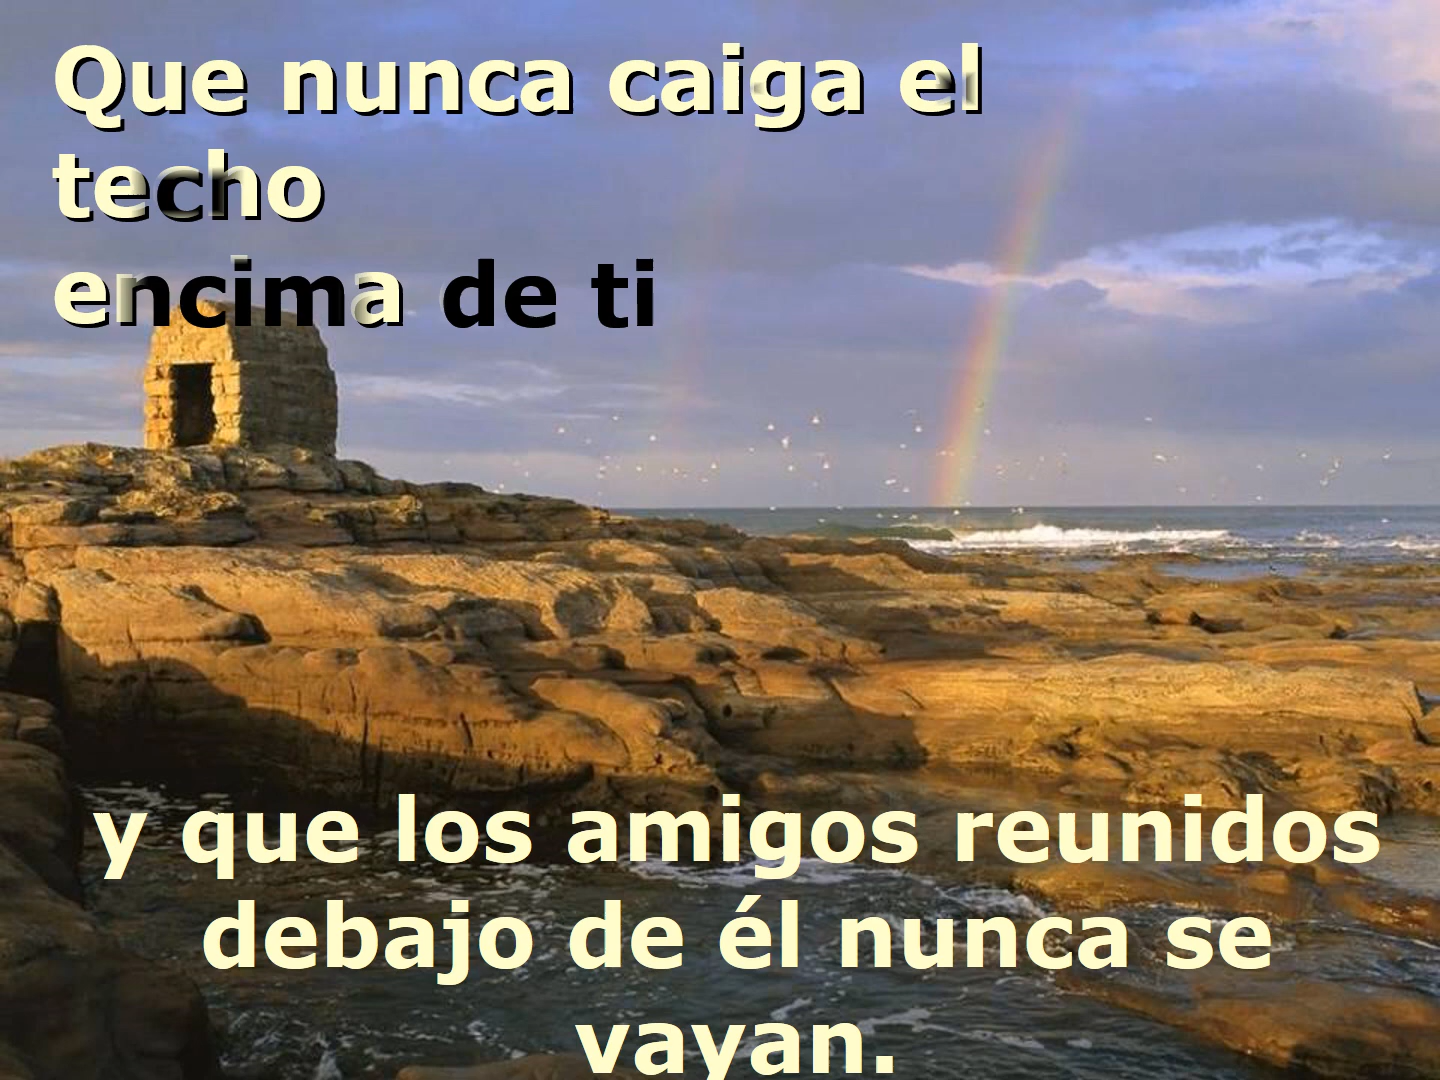 Que nunca caiga el
techo
encima de ti
y que los amigos reunidos
debajo de él nunca se
vayan.